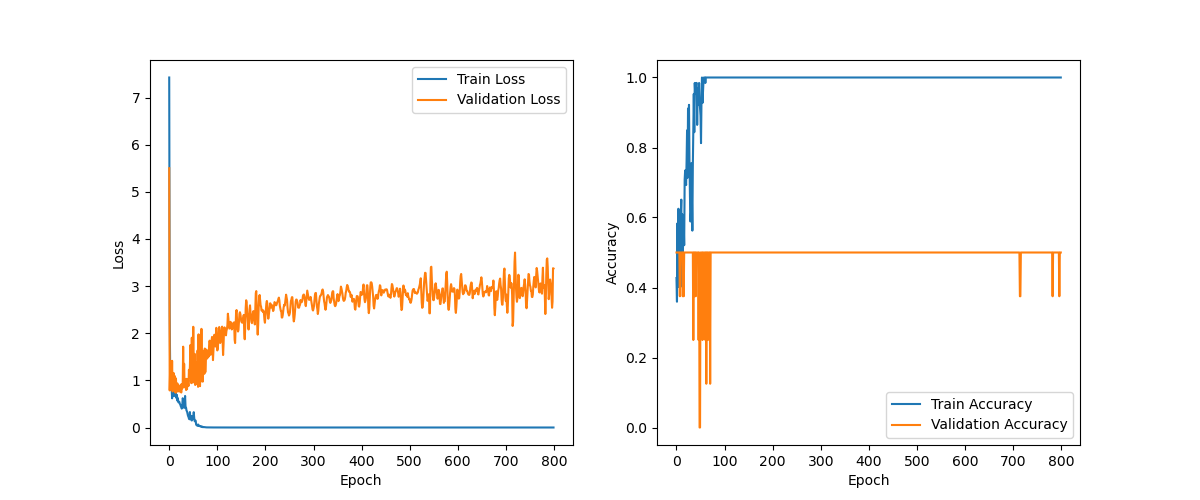 Train Loss
Validation Loss
7
6
5
4
3
2
1
0
Loss
0 100 200 300 400 500 600 700 800
Epoch
1.0
0.8
0.6
0.4
0.2
0.0
Accuracy
Train Accuracy
Validation Accuracy
0 100 200 300 400 500 600 700 800
Epoch